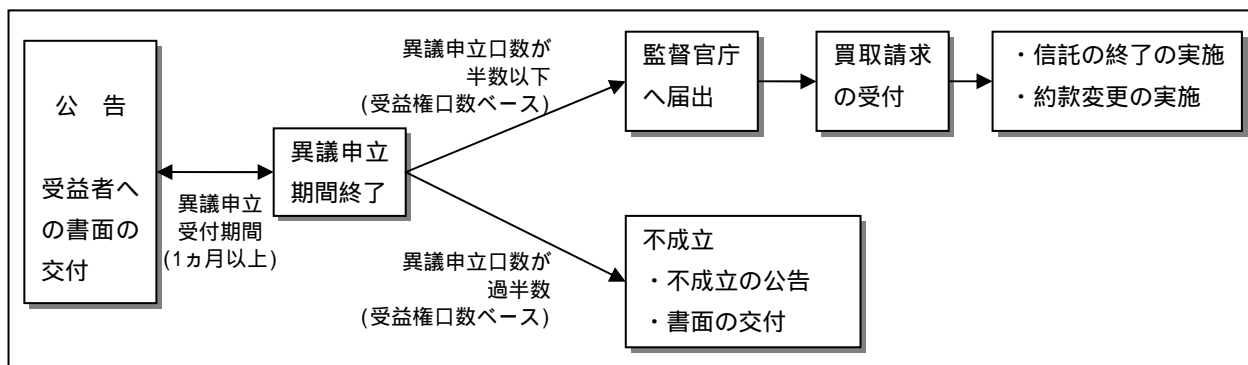 公　告
受益者へ
の書面の
交付
異議申立
受付期間
(1ヵ月以上)
異議申立
期間終了
異議申立口数が
半数以下
(受益権口数ベース)
監督官庁
へ届出
買取請求
の受付
・信託の終了の実施
・約款変更の実施
異議申立口数が
過半数
(受益権口数ベース)
不成立
・不成立の公告
・書面の交付